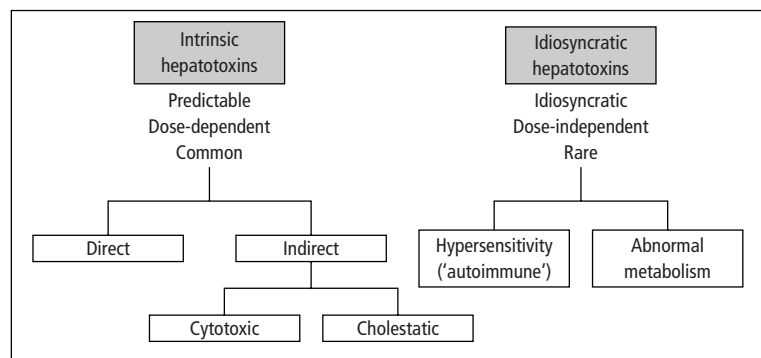 Intrinsic
hepatotoxins
Predictable
Dose-dependent
Common
Direct
Indirect
Cytotoxic
Cholestatic
Idiosyncratic
hepatotoxins
Idiosyncratic
Dose-independent
Rare
Hypersensitivity
(‘autoimmune’)
Abnormal
metabolism